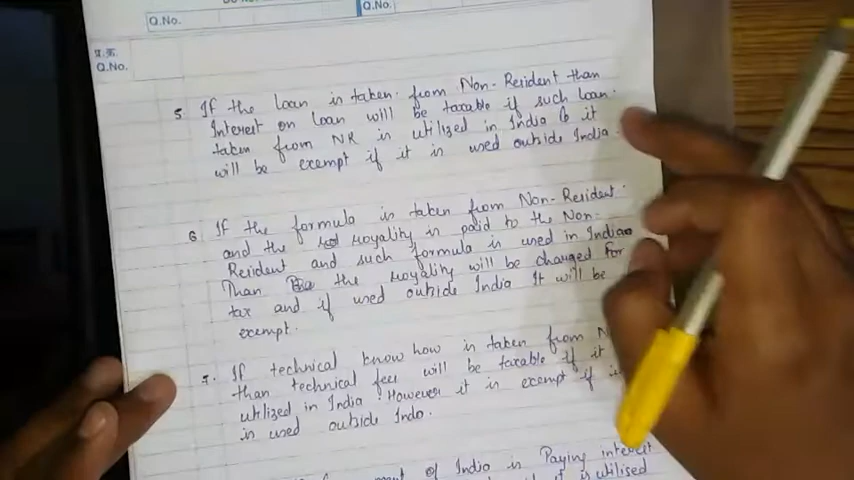 Q.No.
Q.No.
प्र.क्र.
Q.No.
5 If the loan is taken from Non-Resident than
Interest on loan will be taxable if such loan
taken from NR is utilized in India & it
will be exempt if it is used outside India
6 If the formula is taken from Non-Resident
and the royality is paid to the Non-
Resident and such formula is used in India
Than the royality will be charged for
tax and if used outside India It will be
exempt.
7. If technical know how is taken from N
than technical fee will be taxable if it
utilized in India. However it is exempt if
is used outside Inda.
of India is Paying interest
is utilised